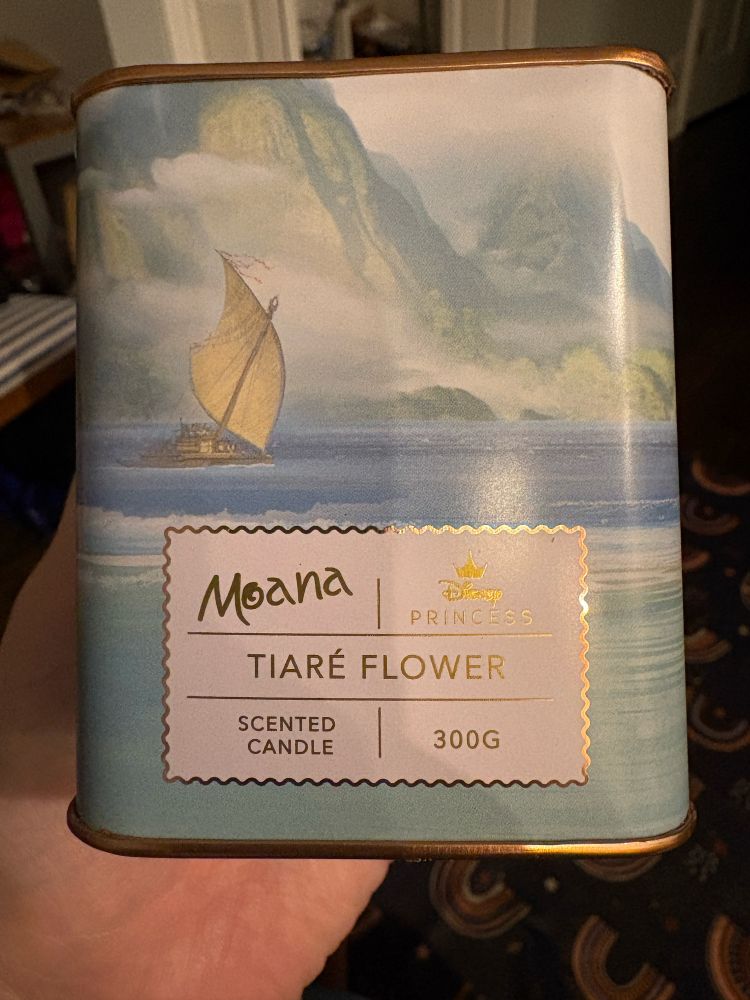 Moana
Disney
PRINCESS
TIARÉ FLOWER
SCENTED
CANDLE
300G